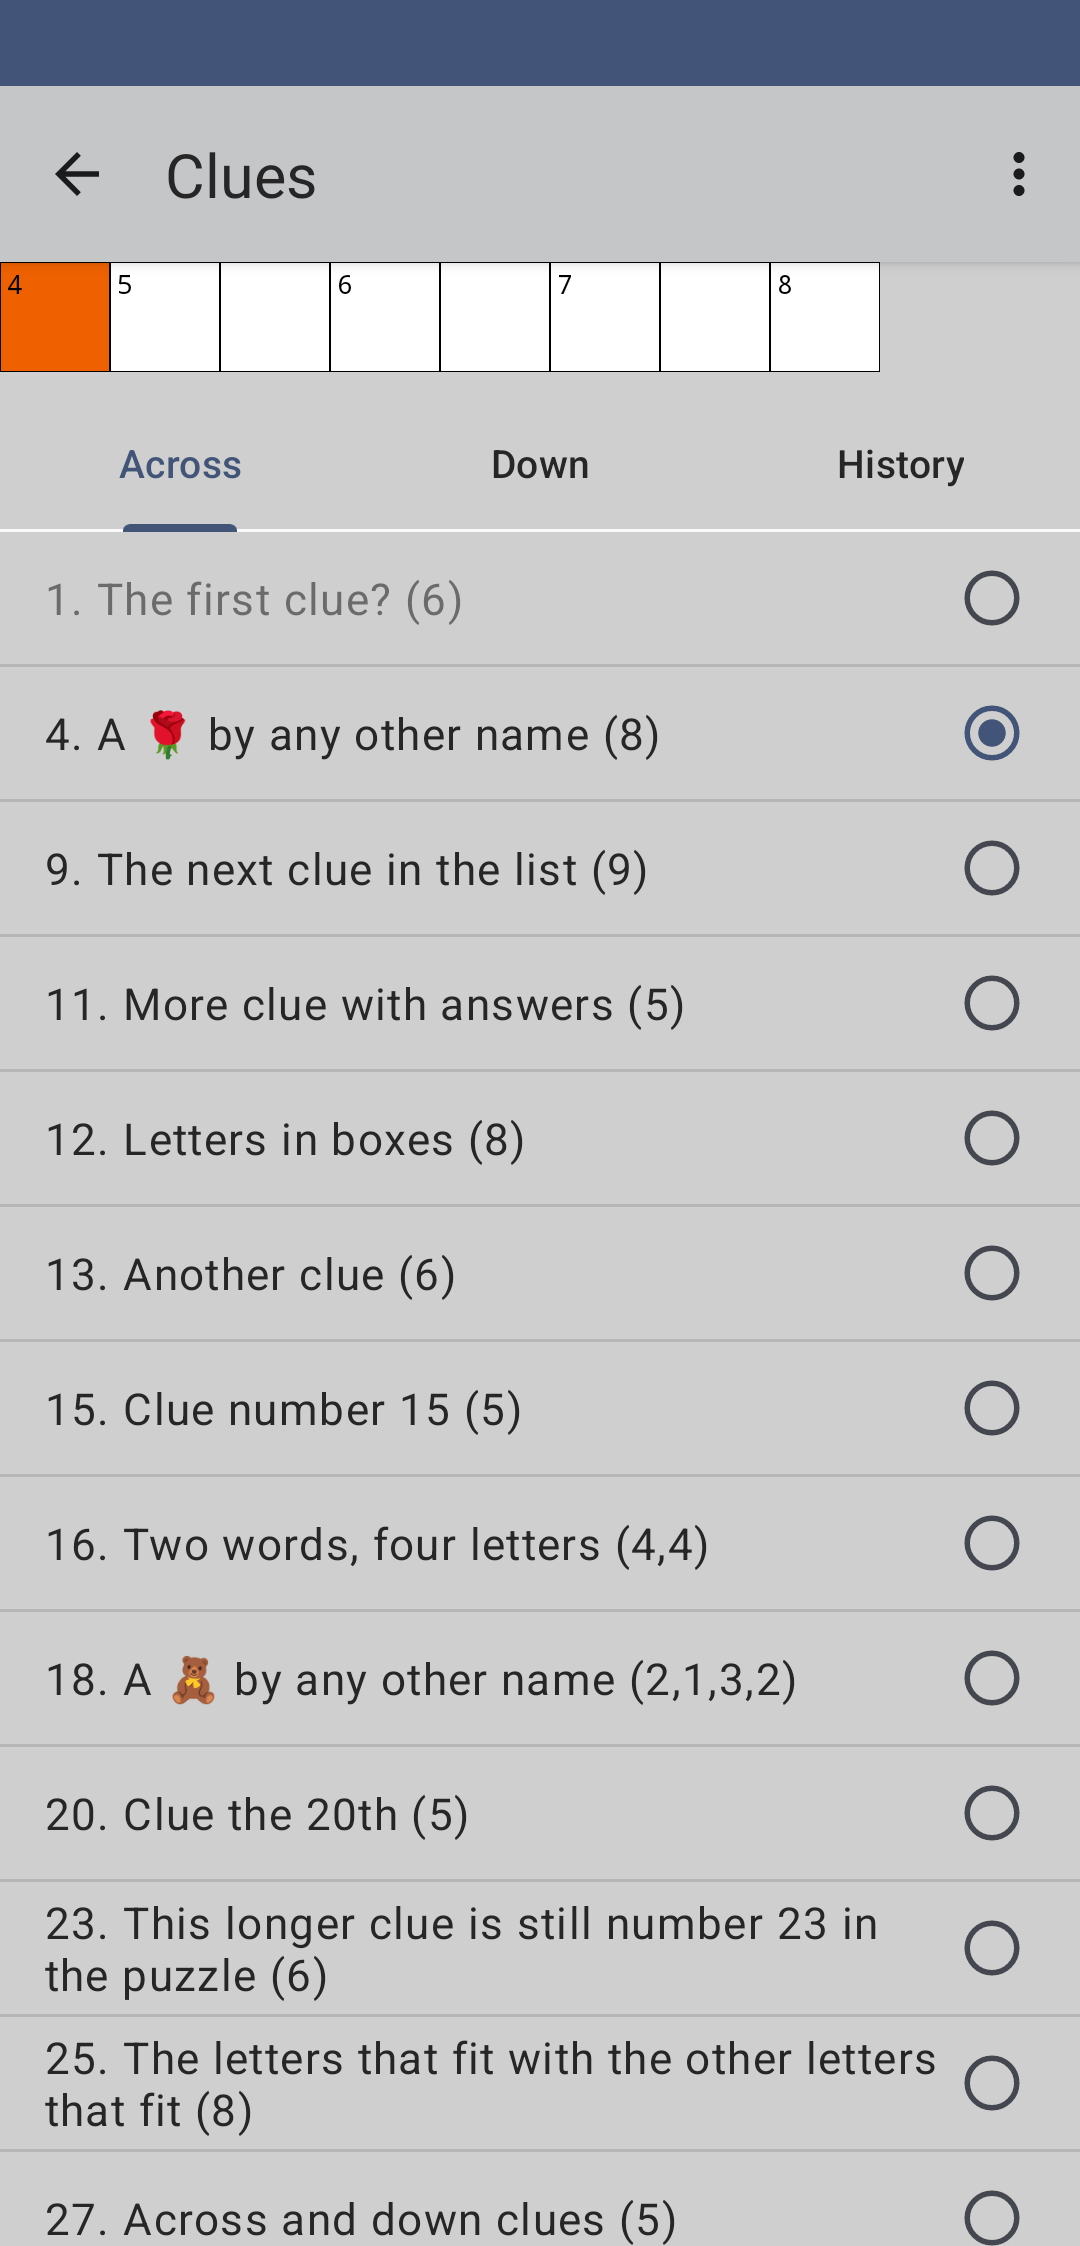 Clues
4 5 6 7 8
Across Down History
1. The first clue? (6)
4. A 🌹 by any other name (8)
9. The next clue in the list (9)
11. More clue with answers (5)
12. Letters in boxes (8)
13. Another clue (6)
15. Clue number 15 (5)
16. Two words, four letters (4,4)
18. A 🧸 by any other name (2,1,3,2)
20. Clue the 20th (5)
23. This longer clue is still number 23 in
the puzzle (6)
25. The letters that fit with the other letters
that fit (8)
27. Across and down clues (5)